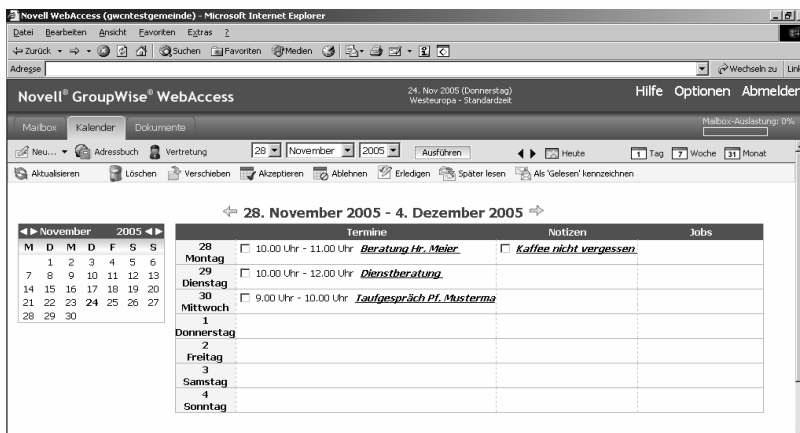 Novell WebAccess (gwcntestgemeinde) - Microsoft Internet Explorer
Datei Bearbeiten Ansicht Favoriten Extras ?
Zurück Suchen Favoriten Medien
Adresse Wechseln zu Link
Novell® GroupWise® WebAccess
24. Nov 2005 (Donnerstag)
Westeuropa - Standardzeit
Hilfe Optionen Abmelden
Mailbox Kalender Dokumente
Mailbox-Auslastung: 0%
Neu... Adressbuch Vertretung 28 November 2005 Ausführen Heute 1 Tag 7 Woche 31 Monat
Aktualisieren Löschen Verschieben Akzeptieren Ablehnen Erledigen Später lesen Als 'Gelesen' kennzeichnen
28. November 2005 - 4. Dezember 2005
November 2005
M D M D F S S
1 2 3 4 5 6
7 8 9 10 11 12 13
14 15 16 17 18 19 20
21 22 23 24 25 26 27
28 29 30
Termine Notizen Jobs
28
Montag
10.00 Uhr - 11.00 Uhr Beratung Hr. Meier
Kaffee nicht vergessen
29
Dienstag
10.00 Uhr - 12.00 Uhr Dienstberatung
30
Mittwoch
9.00 Uhr - 10.00 Uhr Taufgespräch Pf. Musterma
1
Donnerstag
2
Freitag
3
Samstag
4
Sonntag